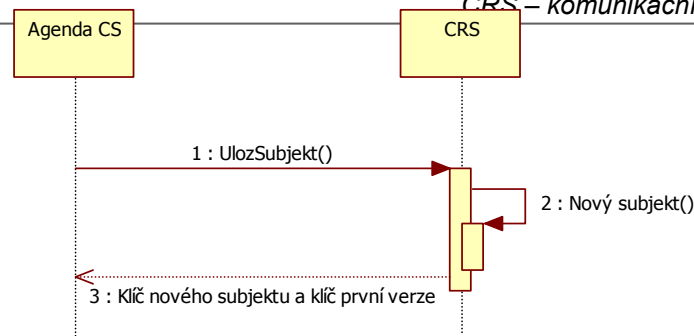 CRS – komunikační
Agenda CS
CRS
1 : UlozSubjekt()
2 : Nový subjekt()
3 : Klíč nového subjektu a klíč první verze